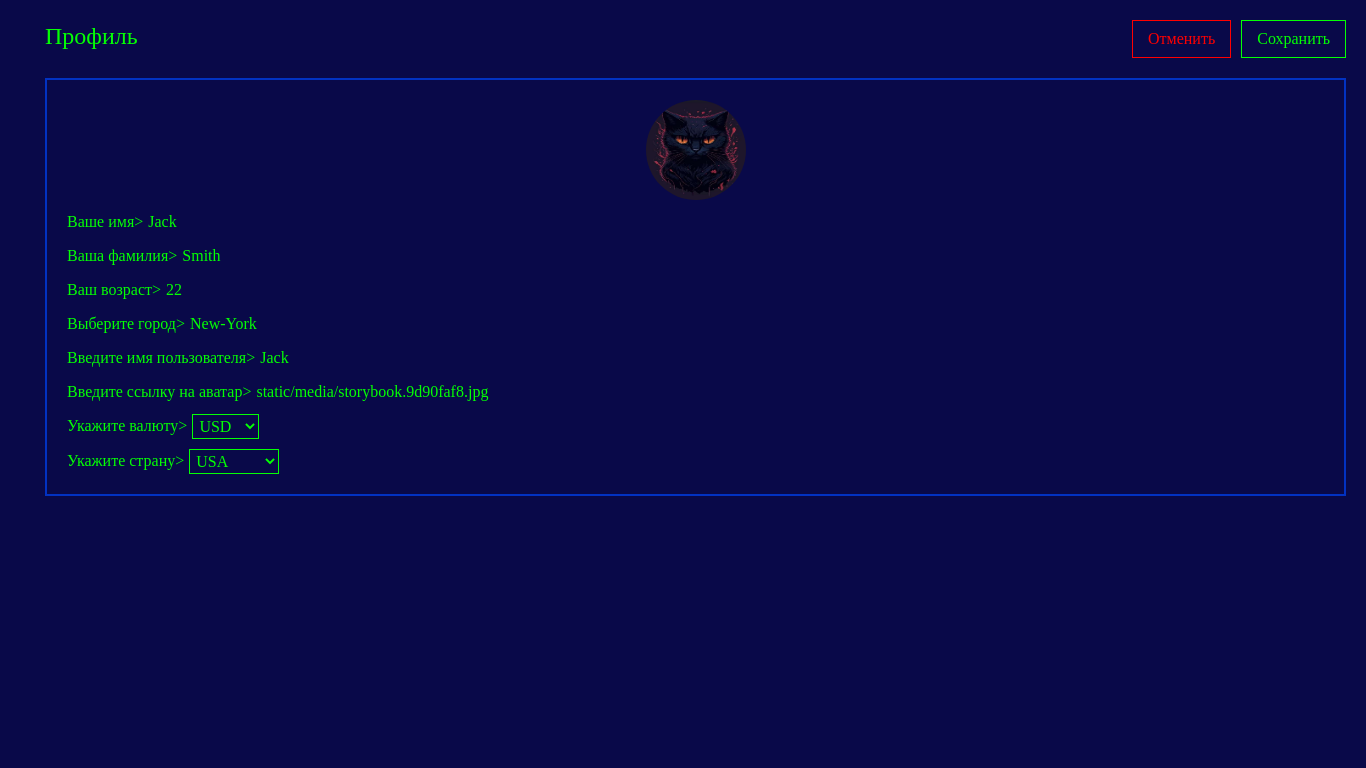 Профиль
Отменить
Сохранить
Ваше имя> Jack
Ваша фамилия> Smith
Ваш возраст> 22
Выберите город> New-York
Введите имя пользователя> Jack
Введите ссылку на аватар> static/media/storybook.9d90faf8.jpg
Укажите валюту> USD
Укажите страну> USA